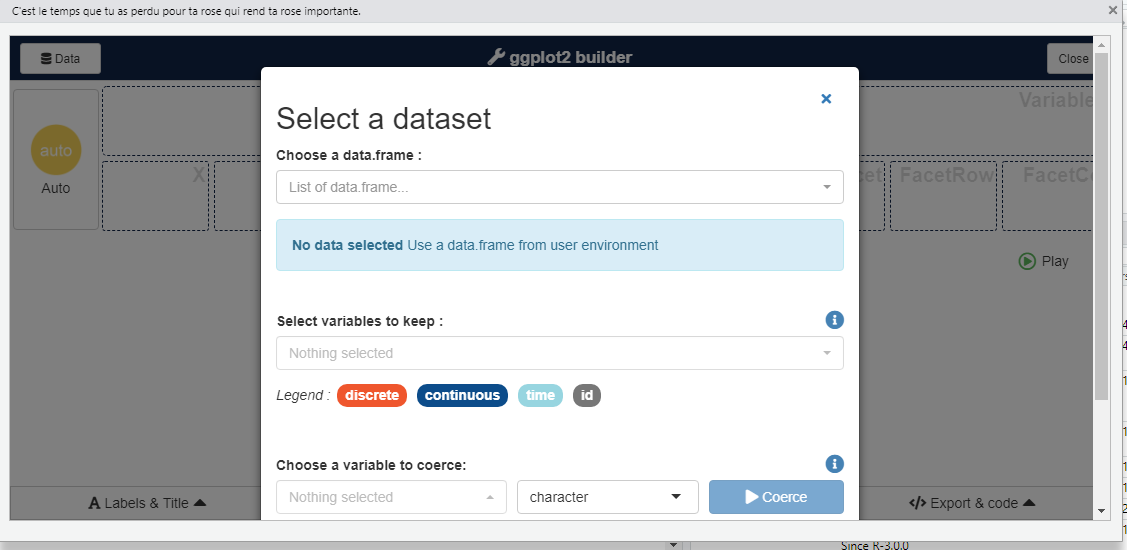 C'est le temps que tu as perdu pour ta rose qui rend ta rose importante.
Data
ggplot2 builder
Close
Variable
auto
Auto
X
cet
FacetRow
FacetCo
Play
Select a dataset
Choose a data.frame :
List of data.frame...
No data selected Use a data.frame from user environment
Select variables to keep :
Nothing selected
Legend : discrete continuous time id
Choose a variable to coerce:
Nothing selected
character
Coerce
Labels & Title
Export & code
Since R-3.0.0